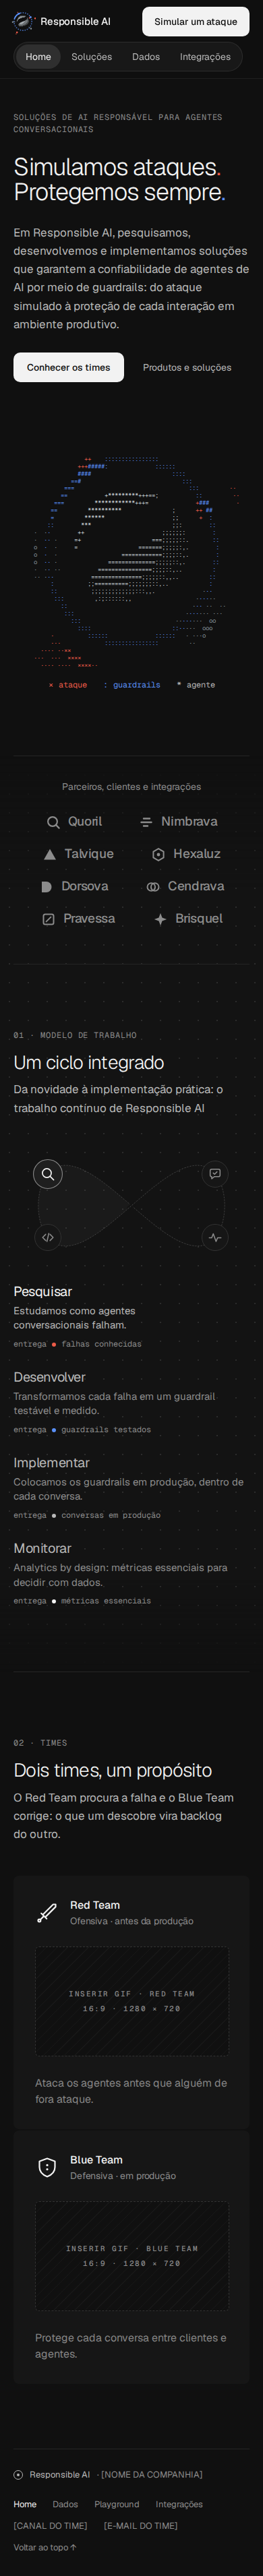 Responsible AI
Simular um ataque
Home
Soluções
Dados
Integrações
SOLUÇÕES DE AI RESPONSÁVEL PARA AGENTES
CONVERSACIONAIS
Simulamos ataques.
Protegemos sempre.
Em Responsible AI, pesquisamos,
desenvolvemos e implementamos soluções
que garantem a confiabilidade de agentes de
AI por meio de guardrails: do ataque
simulado à proteção de cada interação em
ambiente produtivo.
Conhecer os times
Produtos e soluções
× ataque
: guardrails
* agente
Parceiros, clientes e integrações
Quoril
Nimbrava
Talvique
Hexaluz
Dorsova
Cendrava
Pravessa
Brisquel
01 · MODELO DE TRABALHO
Um ciclo integrado
Da novidade à implementação prática: o
trabalho contínuo de Responsible AI
Pesquisar
Estudamos como agentes
conversacionais falham.
entrega ● falhas conhecidas
Desenvolver
Transformamos cada falha em um guardrail
testável e medido.
entrega ● guardrails testados
Implementar
Colocamos os guardrails em produção, dentro de
cada conversa.
entrega ● conversas em produção
Monitorar
Analytics by design: métricas essenciais para
decidir com dados.
entrega ● métricas essenciais
02 · TIMES
Dois times, um propósito
O Red Team procura a falha e o Blue Team
corrige: o que um descobre vira backlog
do outro.
Red Team
Ofensiva · antes da produção
INSERIR GIF · RED TEAM
16:9 · 1280 × 720
Ataca os agentes antes que alguém de
fora ataque.
Blue Team
Defensiva · em produção
INSERIR GIF · BLUE TEAM
16:9 · 1280 × 720
Protege cada conversa entre clientes e
agentes.
Responsible AI · [NOME DA COMPANHIA]
Home
Dados
Playground
Integrações
[CANAL DO TIME]
[E-MAIL DO TIME]
Voltar ao topo ↑